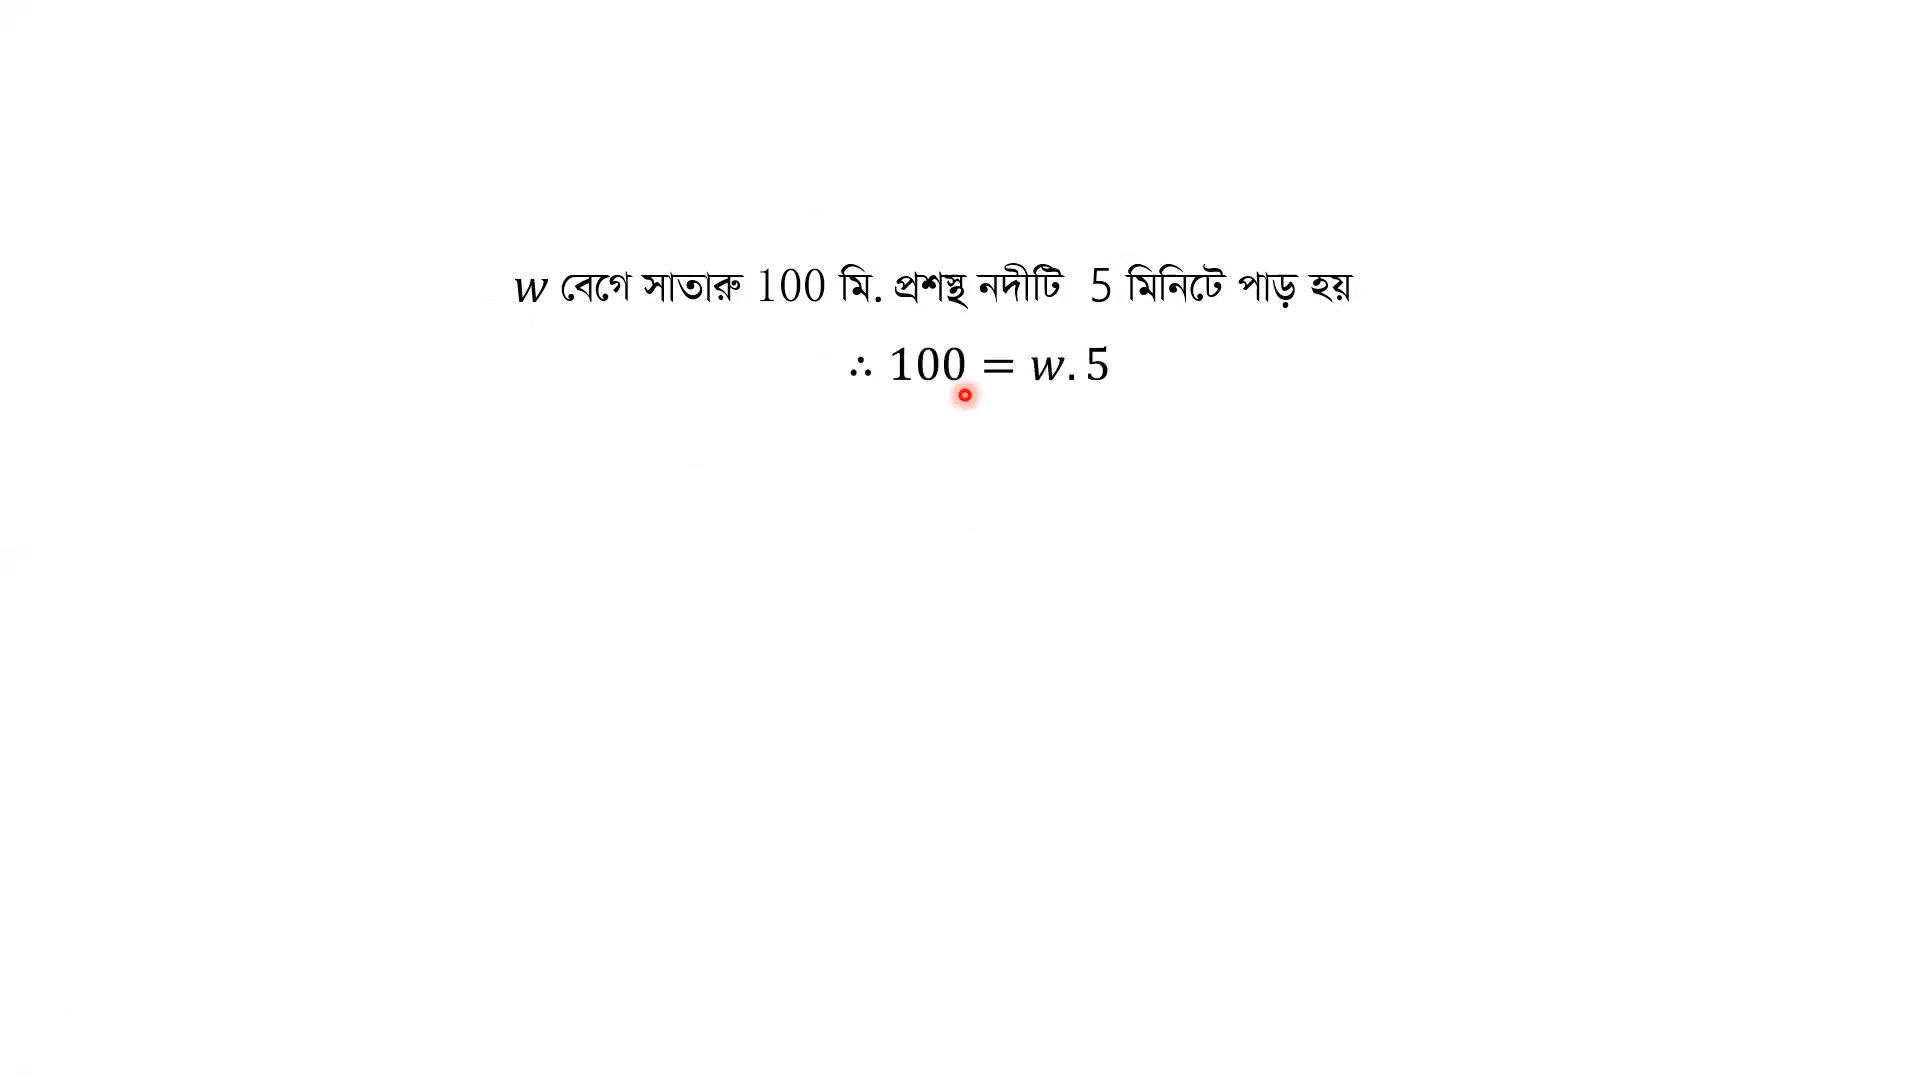 w বেগে সাতারু 100 মি. প্রশস্থ নদীটি 5 মিনিটে পাড় হয়
∴ 100 = w. 5